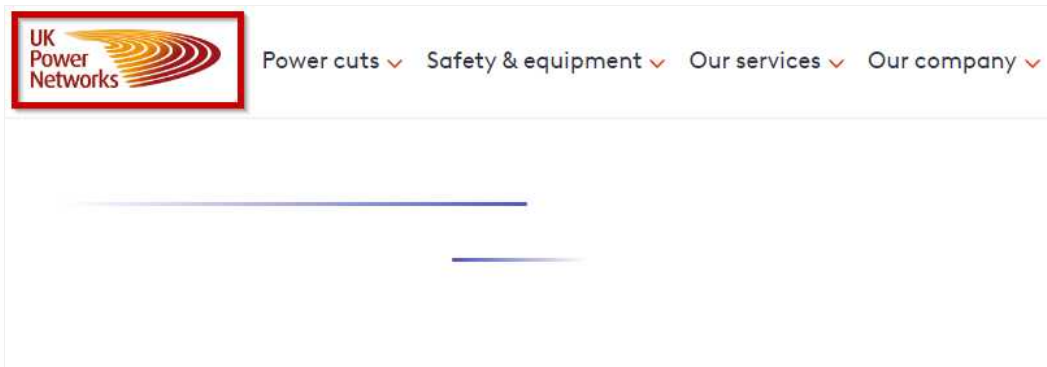 UK
Power
Networks
Power cuts Safety & equipment Our services Our company